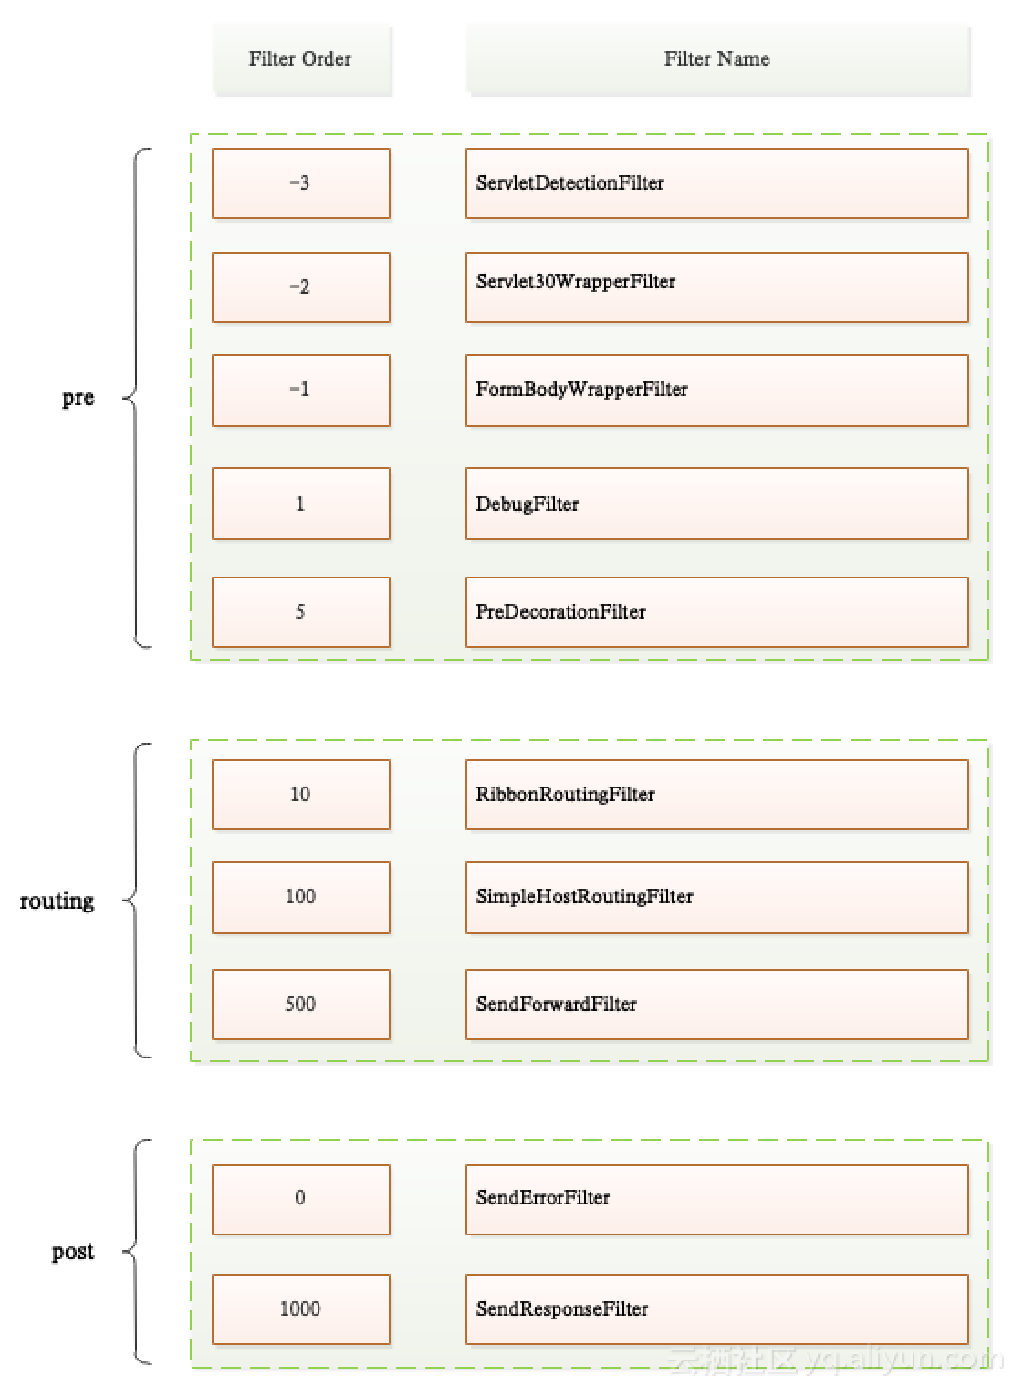 Filter Order Filter Name
-3 ServletDetectionFilter
-2 Servlet30WrapperFilter
-1 FormBodyWrapperFilter
pre
1 DebugFilter
5 PreDecorationFilter
10 RibbonRoutingFilter
routing
100 SimpleHostRoutingFilter
500 SendForwardFilter
0 SendErrorFilter
post
1000 SendResponseFilter
云栖社区 yq.aliyun.com